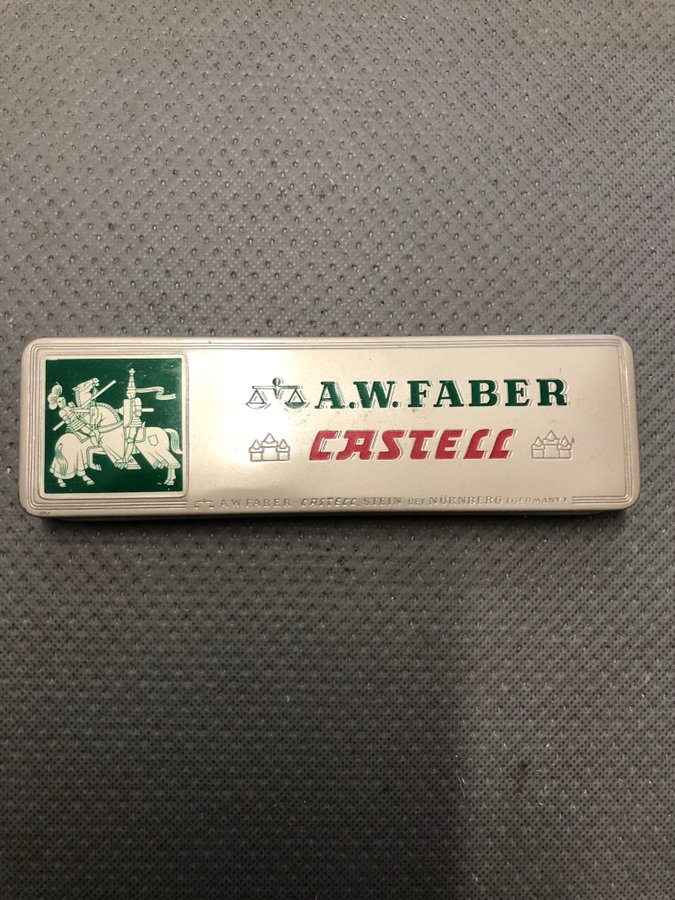 A.W.FABER
CASTELL
A.W.FABER CASTELL STEIN BEI NÜRNBERG (GERMANY)